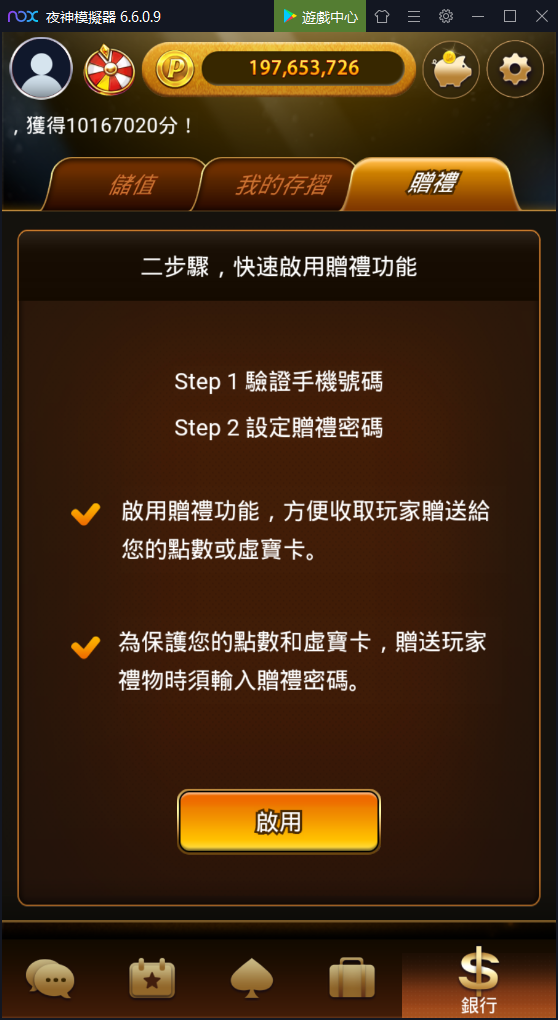 nox 夜神模擬器 6.6.0.9 遊戲中心
P 197,653,726
，獲得10167020分！
儲值 我的存摺 贈禮
二步驟，快速啟用贈禮功能
Step 1 驗證手機號碼
Step 2 設定贈禮密碼
啟用贈禮功能，方便收取玩家贈送給
您的點數或虛寶卡。
為保護您的點數和虛寶卡，贈送玩家
禮物時須輸入贈禮密碼。
啟用
$
銀行